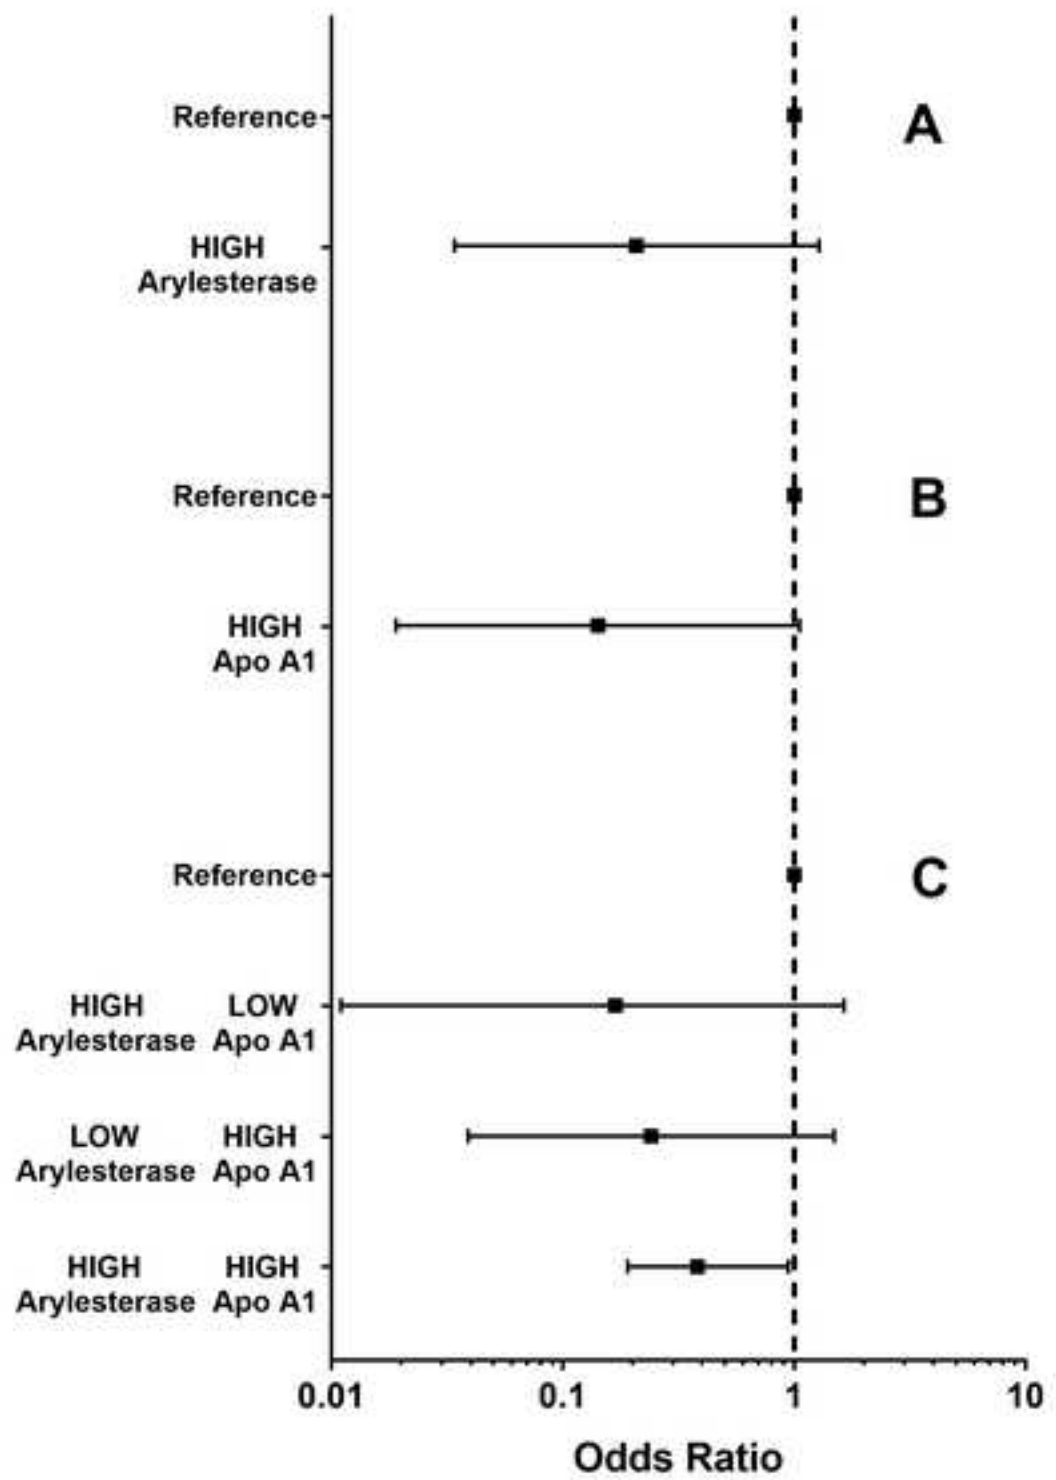 Reference
A
HIGH
Arylesterase
Reference
B
HIGH
Apo A1
Reference
C
HIGH LOW
Arylesterase Apo A1
LOW HIGH
Arylesterase Apo A1
HIGH HIGH
Arylesterase Apo A1
0.01 0.1 1 10
Odds Ratio